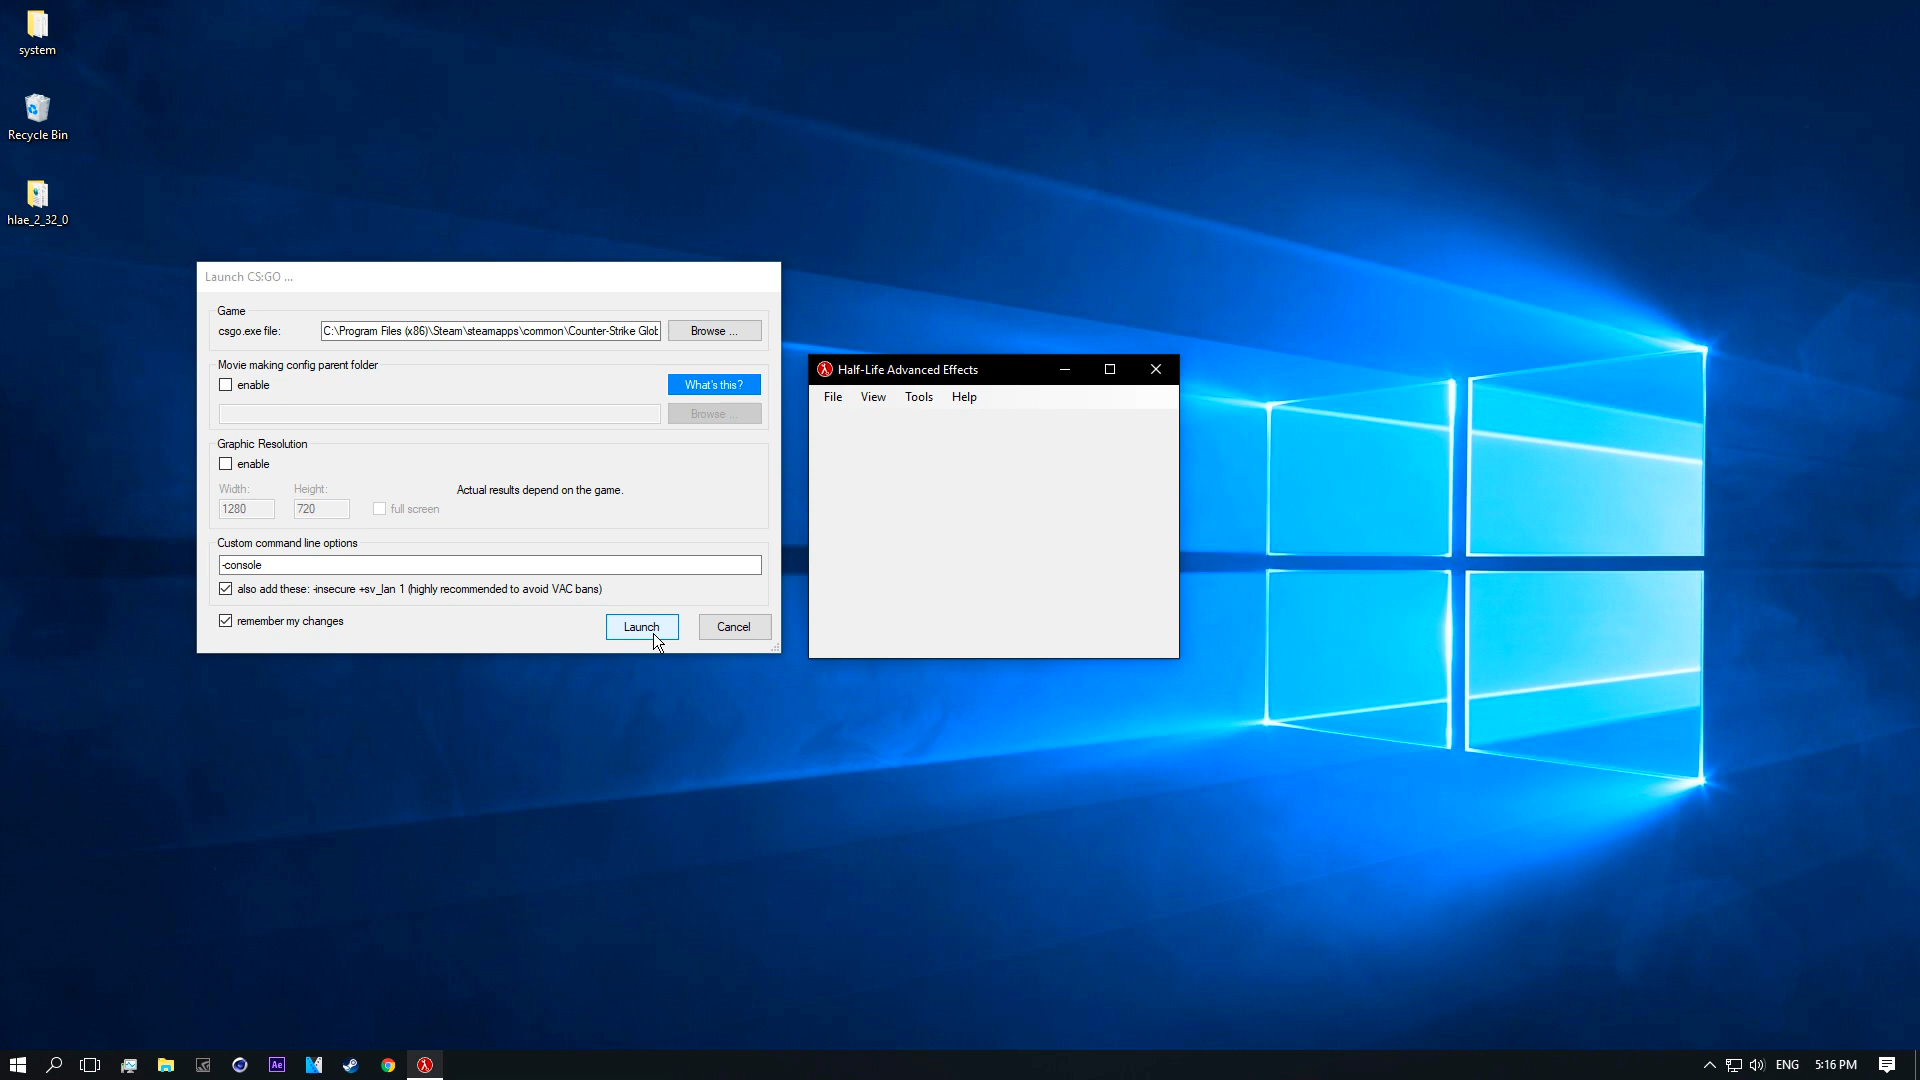 system
Recycle Bin
hlae_2_32_0
Launch CS:GO ...
Game
csgo.exe file:
C:\Program Files (x86)\Steam\steamapps\common\Counter-Strike Glob
Browse ...
Movie making config parent folder
enable
What's this?
Browse ...
Graphic Resolution
enable
Width:
Height:
Actual results depend on the game.
1280
720
full screen
Custom command line options
-console
also add these: -insecure +sv_lan 1 (highly recommended to avoid VAC bans)
remember my changes
Launch
Cancel
Half-Life Advanced Effects
File View Tools Help
Ae
ENG
5:16 PM